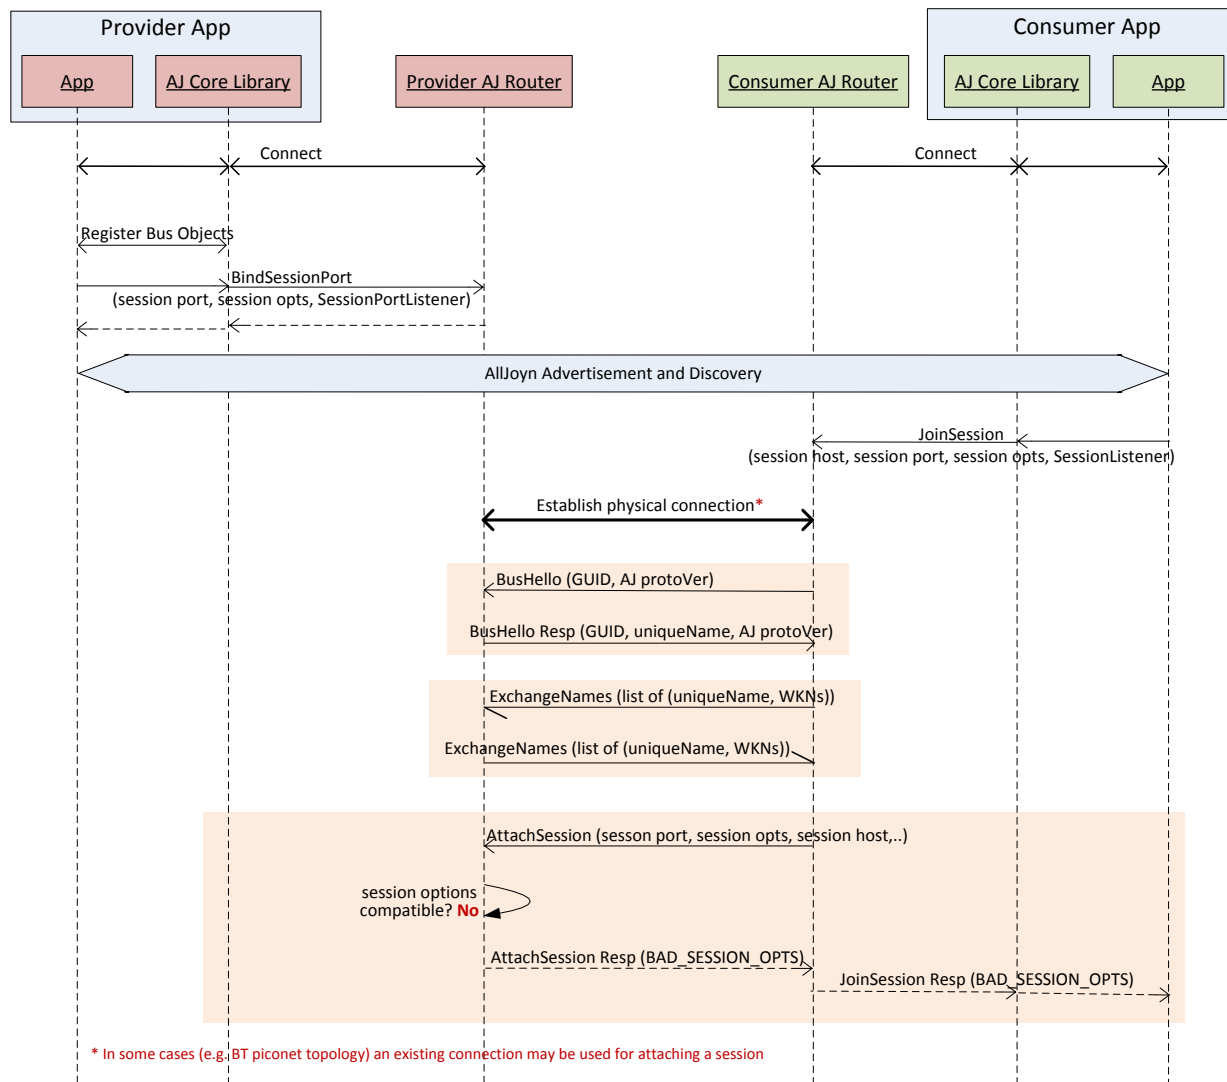 Provider App
Consumer App
App
AJ Core Library
Provider AJ Router
Consumer AJ Router
AJ Core Library
App
Connect
Connect
Register Bus Objects
BindSessionPort
(session port, session opts, SessionPortListener)
AllJoyn Advertisement and Discovery
JoinSession
(session host, session port, session opts, SessionListener)
Establish physical connection*
BusHello (GUID, AJ protoVer)
BusHello Resp (GUID, uniqueName, AJ protoVer)
ExchangeNames (list of (uniqueName, WKNs))
ExchangeNames (list of (uniqueName, WKNs))
AttachSession (sesson port, session opts, session host,..)
session options
compatible? No
AttachSession Resp (BAD_SESSION_OPTS)
JoinSession Resp (BAD_SESSION_OPTS)
* In some cases (e.g. BT piconet topology) an existing connection may be used for attaching a session